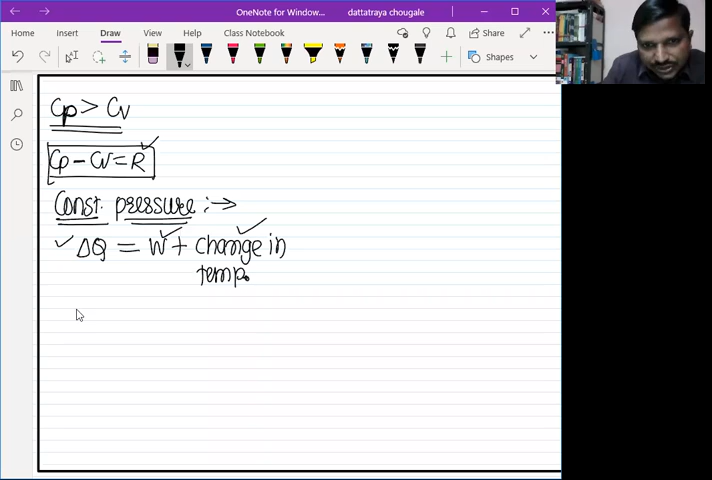 OneNote for Window...
dattatraya chougale
Home Insert Draw View Help Class Notebook Share
Shapes
Cp > Cv
Cp - Cv = R
Const. pressure :→
✓ ΔQ = W + change in
temp.